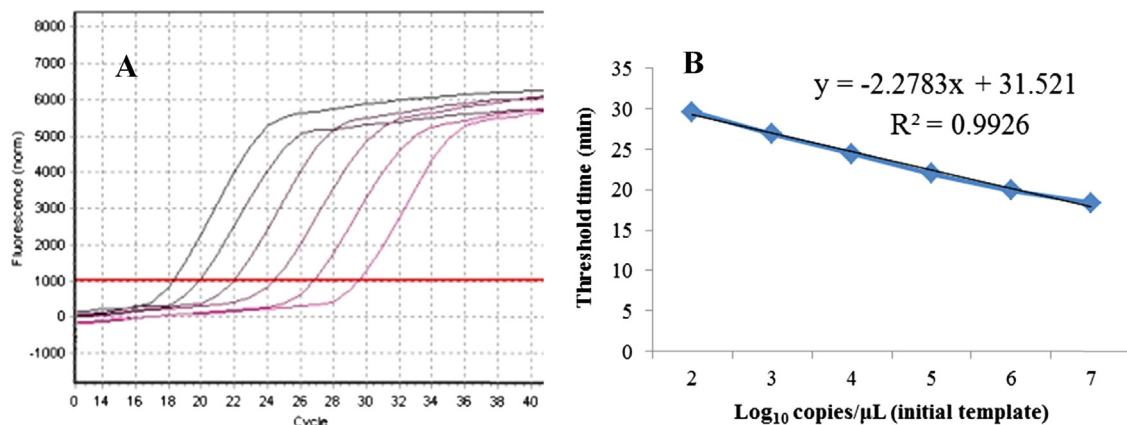 A
Fluorescence (norm)
8000
7000
6000
5000
4000
3000
2000
1000
0
-1000
0 14 16 18 20 22 24 26 28 30 32 34 36 38 40
Cycle
B
y = -2.2783x + 31.521
R² = 0.9926
Threshold time (min)
35
30
25
20
15
10
5
0
2 3 4 5 6 7
Log₁₀ copies/µL (initial template)